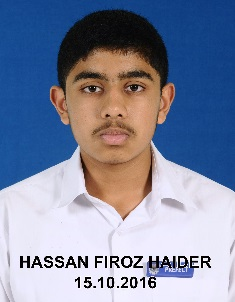 PREFECT
HASSAN FIROZ HAIDER
15.10.2016